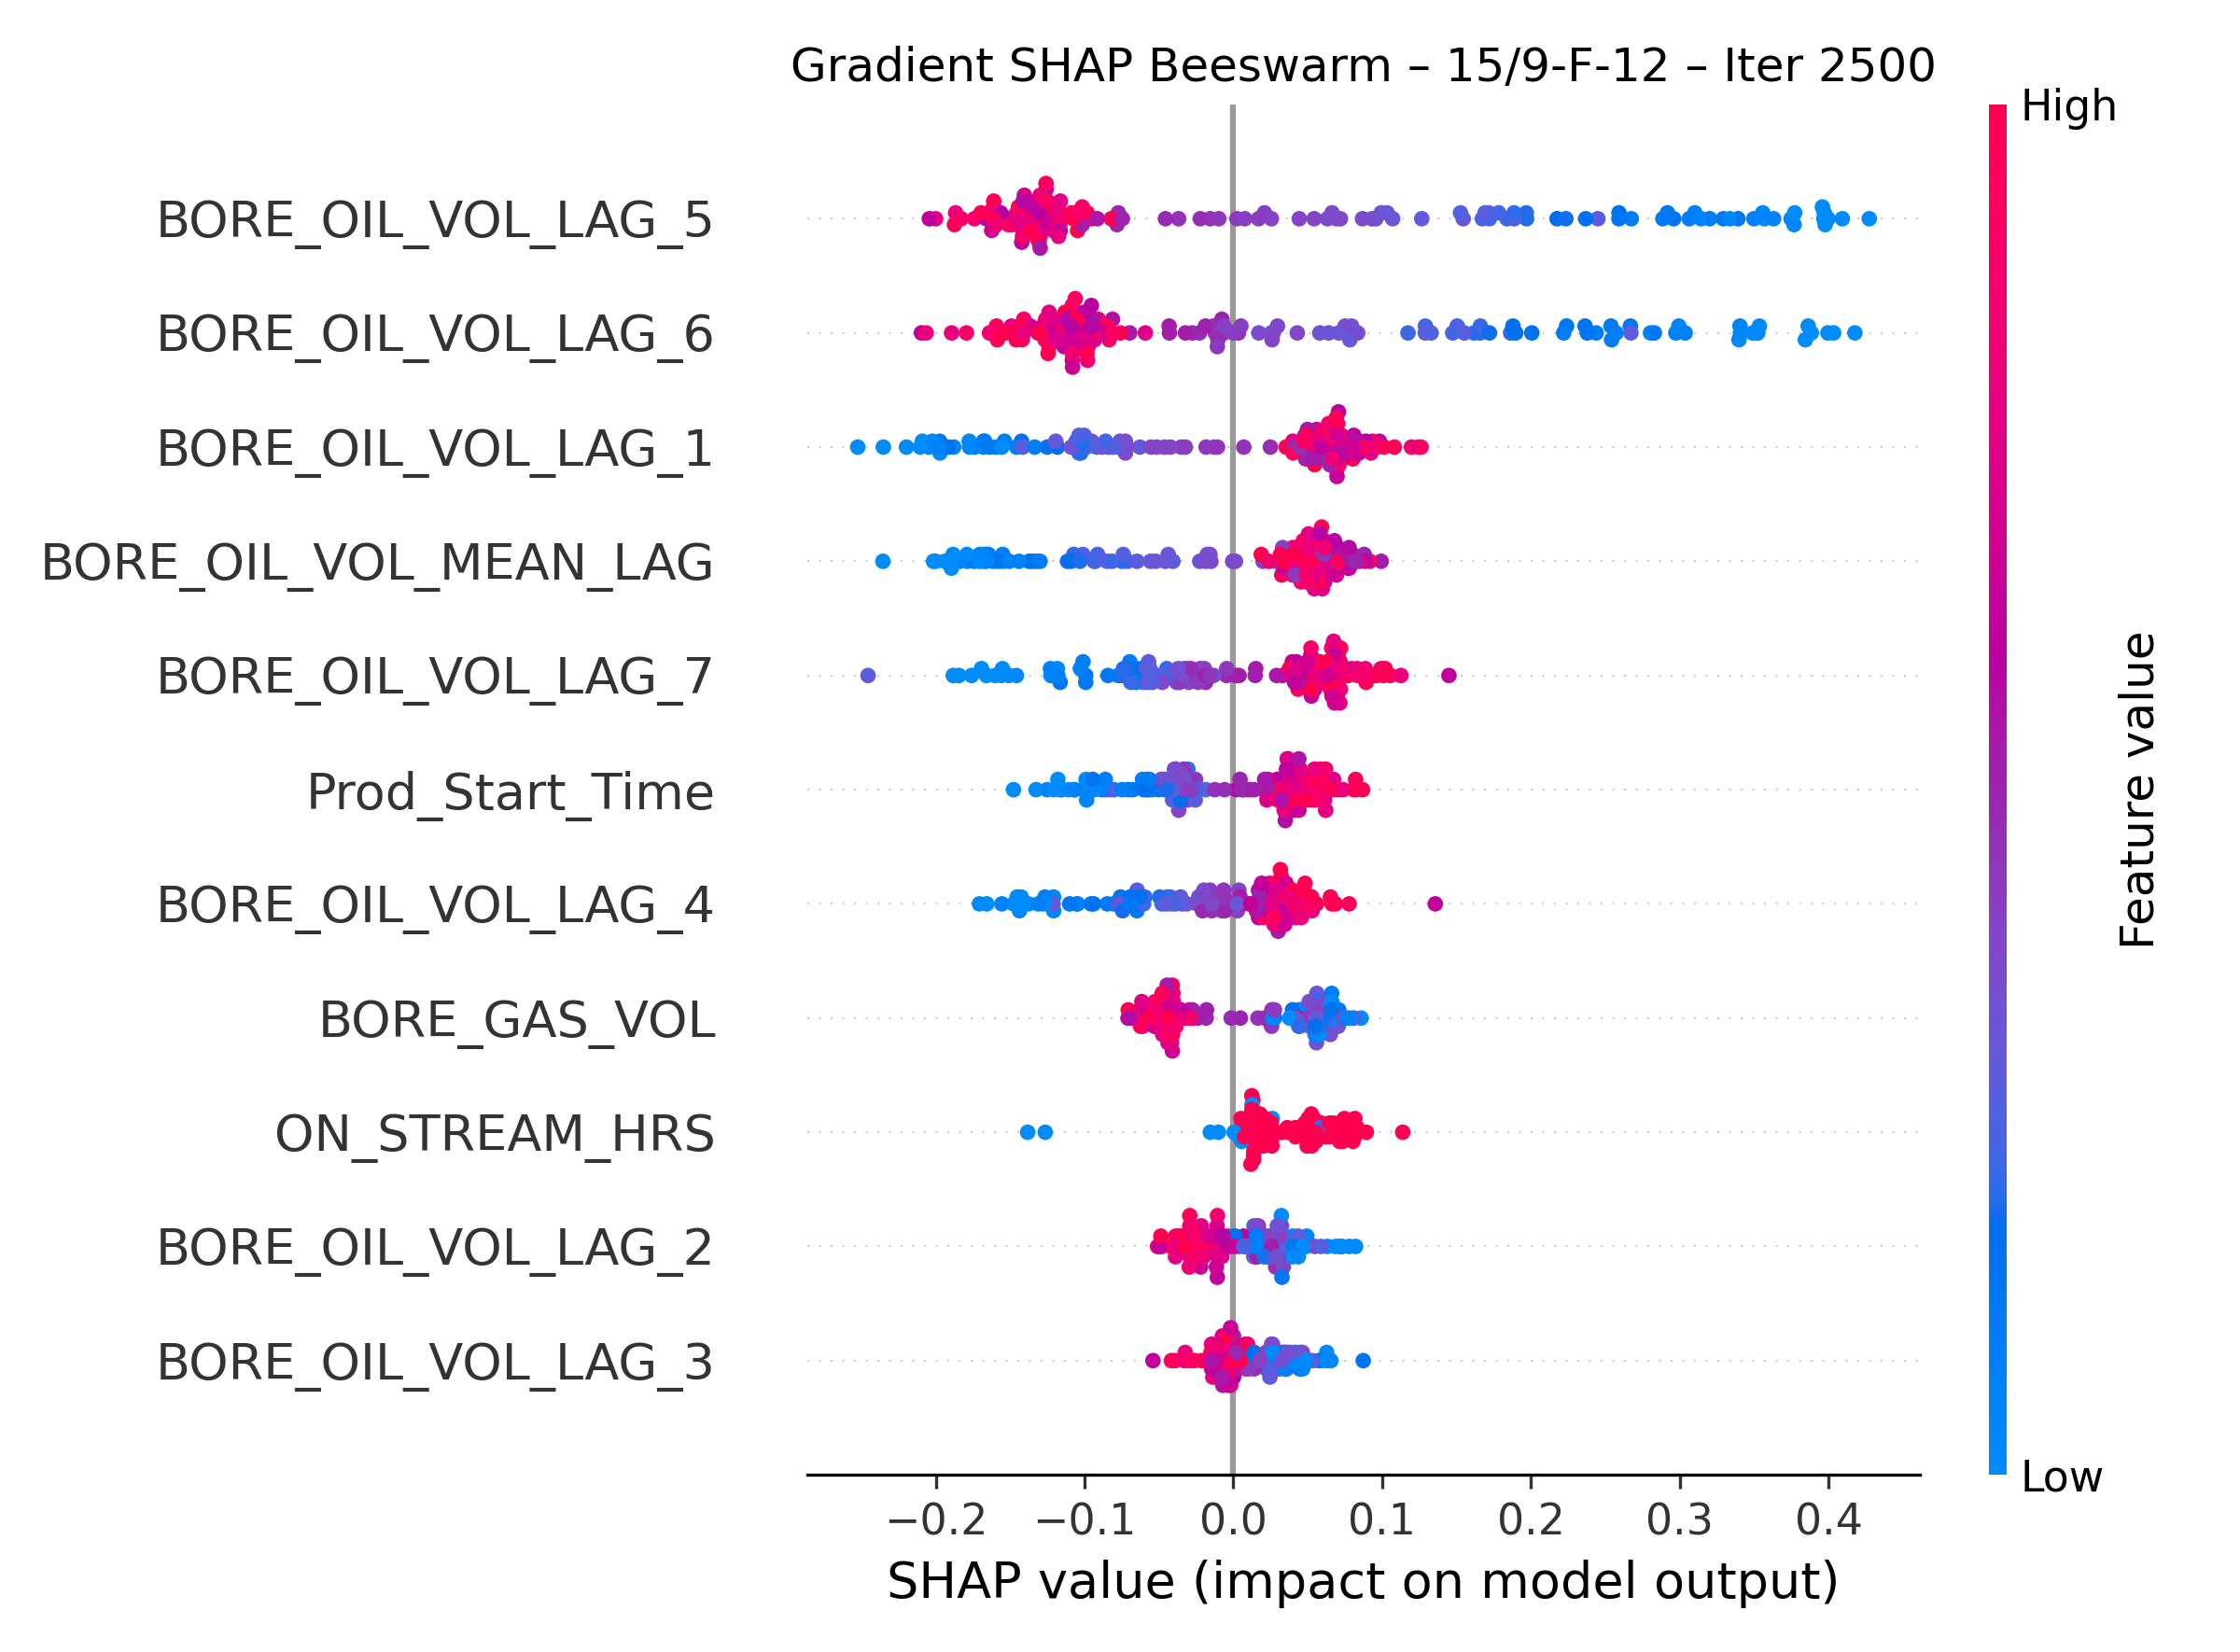 Gradient SHAP Beeswarm – 15/9-F-12 – Iter 2500
High
BORE_OIL_VOL_LAG_5
BORE_OIL_VOL_LAG_6
BORE_OIL_VOL_LAG_1
BORE_OIL_VOL_MEAN_LAG
BORE_OIL_VOL_LAG_7
Prod_Start_Time
BORE_OIL_VOL_LAG_4
BORE_GAS_VOL
ON_STREAM_HRS
BORE_OIL_VOL_LAG_2
BORE_OIL_VOL_LAG_3
Feature value
Low
−0.2 −0.1 0.0 0.1 0.2 0.3 0.4
SHAP value (impact on model output)